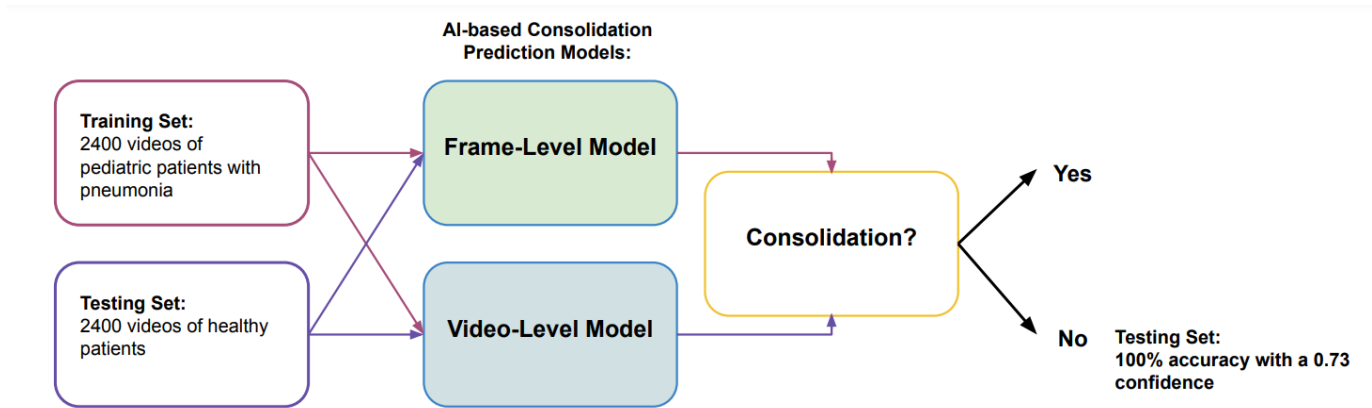 AI-based Consolidation
Prediction Models:
Training Set:
2400 videos of
pediatric patients with
pneumonia
Frame-Level Model
Testing Set:
2400 videos of healthy
patients
Video-Level Model
Consolidation?
Yes
No
Testing Set:
100% accuracy with a 0.73
confidence